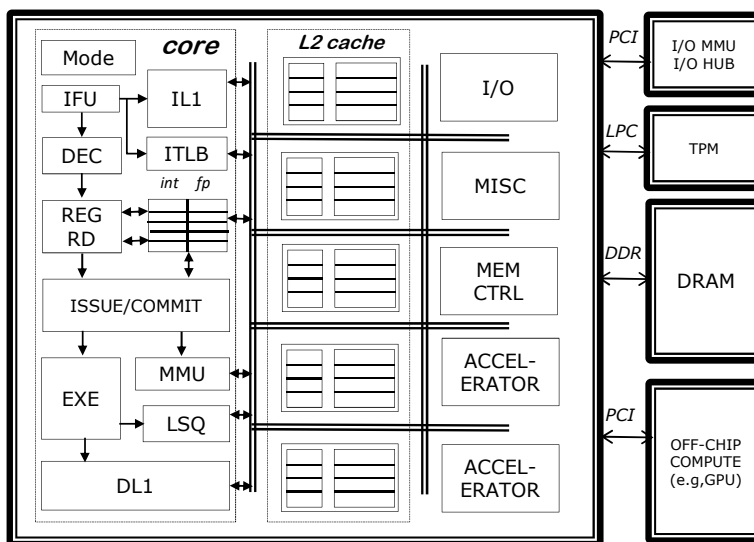 core
Mode
IFU
IL1
DEC
ITLB
int fp
REG
RD
ISSUE/COMMIT
MMU
EXE
LSQ
DL1
L2 cache
I/O
MISC
MEM
CTRL
ACCEL-
ERATOR
ACCEL-
ERATOR
PCI
I/O MMU
I/O HUB
LPC
TPM
DDR
DRAM
PCI
OFF-CHIP
COMPUTE
(e.g,GPU)